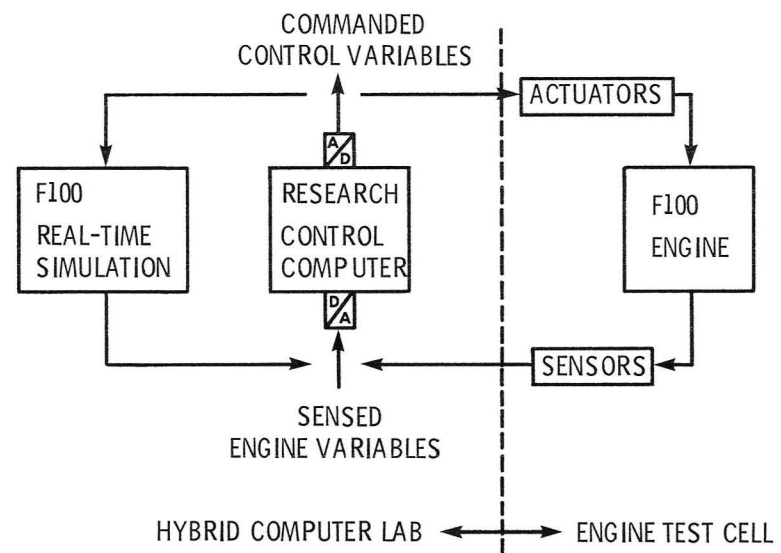 COMMANDED
CONTROL VARIABLES
ACTUATORS
A/D
F100
REAL-TIME
SIMULATION
RESEARCH
CONTROL
COMPUTER
F100
ENGINE
D/A
SENSORS
SENSED
ENGINE VARIABLES
HYBRID COMPUTER LAB
ENGINE TEST CELL